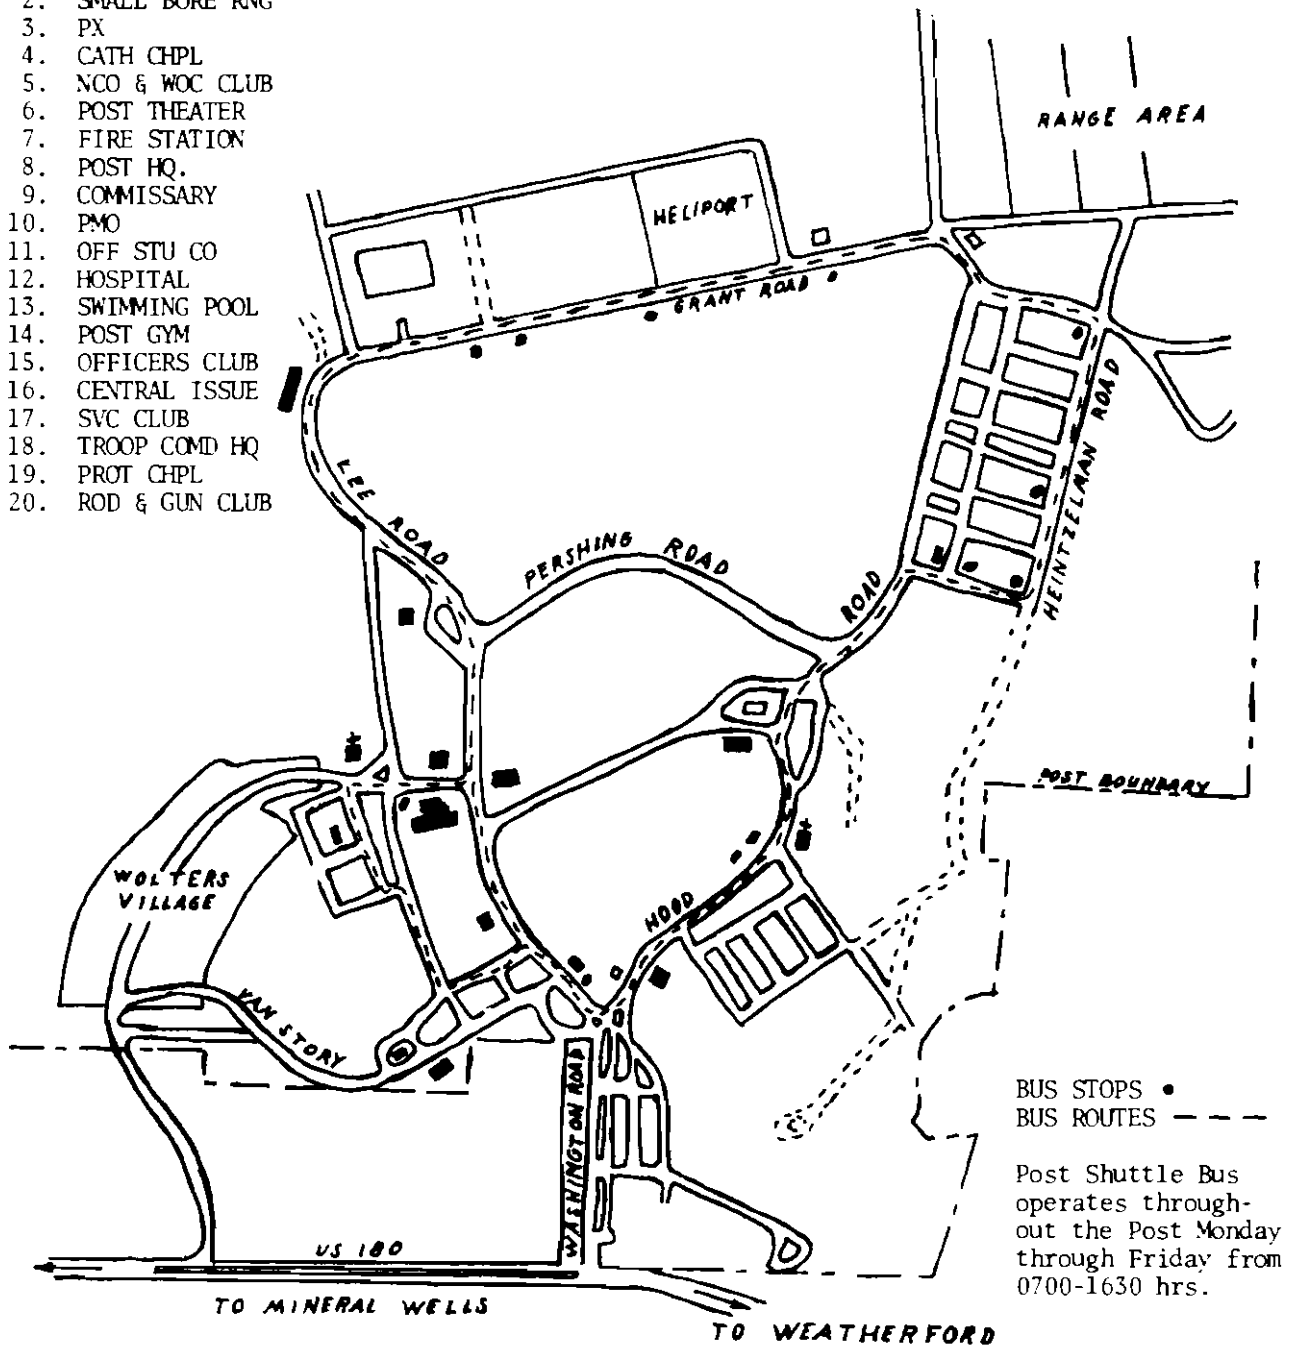 2. SMALL BORE RNG
3. PX
4. CATH CHPL
5. NCO & WOC CLUB
6. POST THEATER
7. FIRE STATION
8. POST HQ.
9. COMMISSARY
10. PMO
11. OFF STU CO
12. HOSPITAL
13. SWIMMING POOL
14. POST GYM
15. OFFICERS CLUB
16. CENTRAL ISSUE
17. SVC CLUB
18. TROOP COMD HQ
19. PROT CHPL
20. ROD & GUN CLUB
RANGE AREA
HELIPORT
GRANT ROAD
HEINTZELMAN ROAD
LEE ROAD
PERSHING ROAD
ROAD
POST BOUNDARY
WOLTERS
VILLAGE
HOOD
VAN STORY
WASHINGTON ROAD
US 180
TO MINERAL WELLS
TO WEATHERFORD
BUS STOPS •
BUS ROUTES – – – –
Post Shuttle Bus
operates through-
out the Post Monday
through Friday from
0700-1630 hrs.